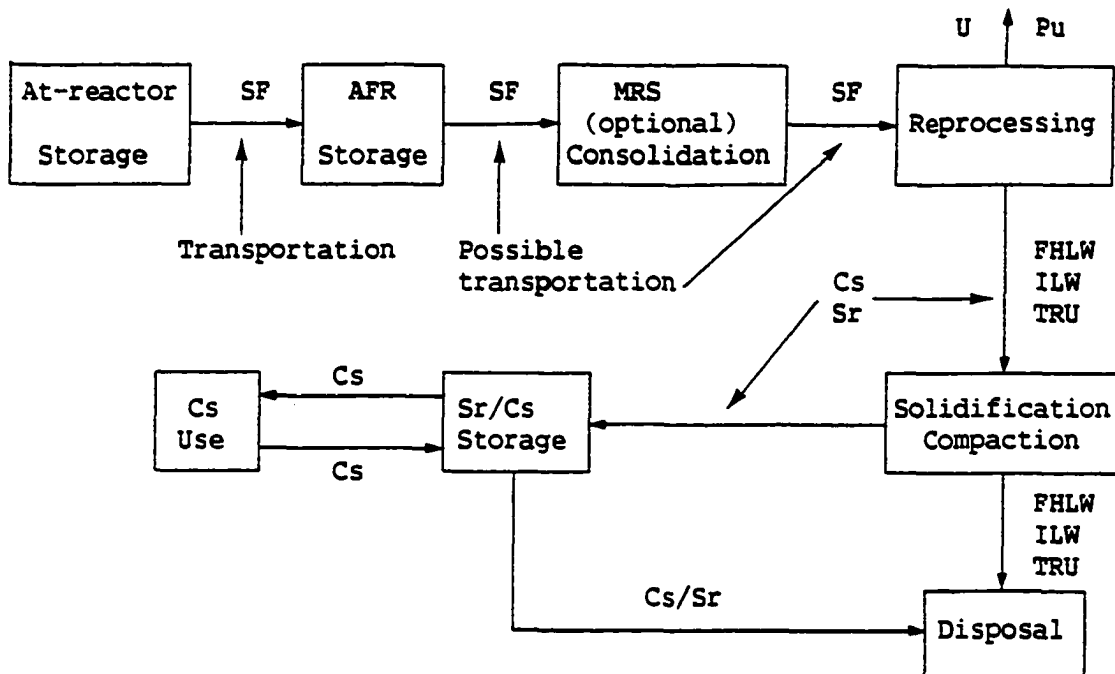 U Pu
At-reactor
Storage
SF
AFR
Storage
SF
MRS
(optional)
Consolidation
SF
Reprocessing
Transportation
Possible
transportation
FHLW
ILW
TRU
Cs
Sr
Cs
Use
Cs
Cs
Sr/Cs
Storage
Solidification
Compaction
FHLW
ILW
TRU
Cs/Sr
Disposal